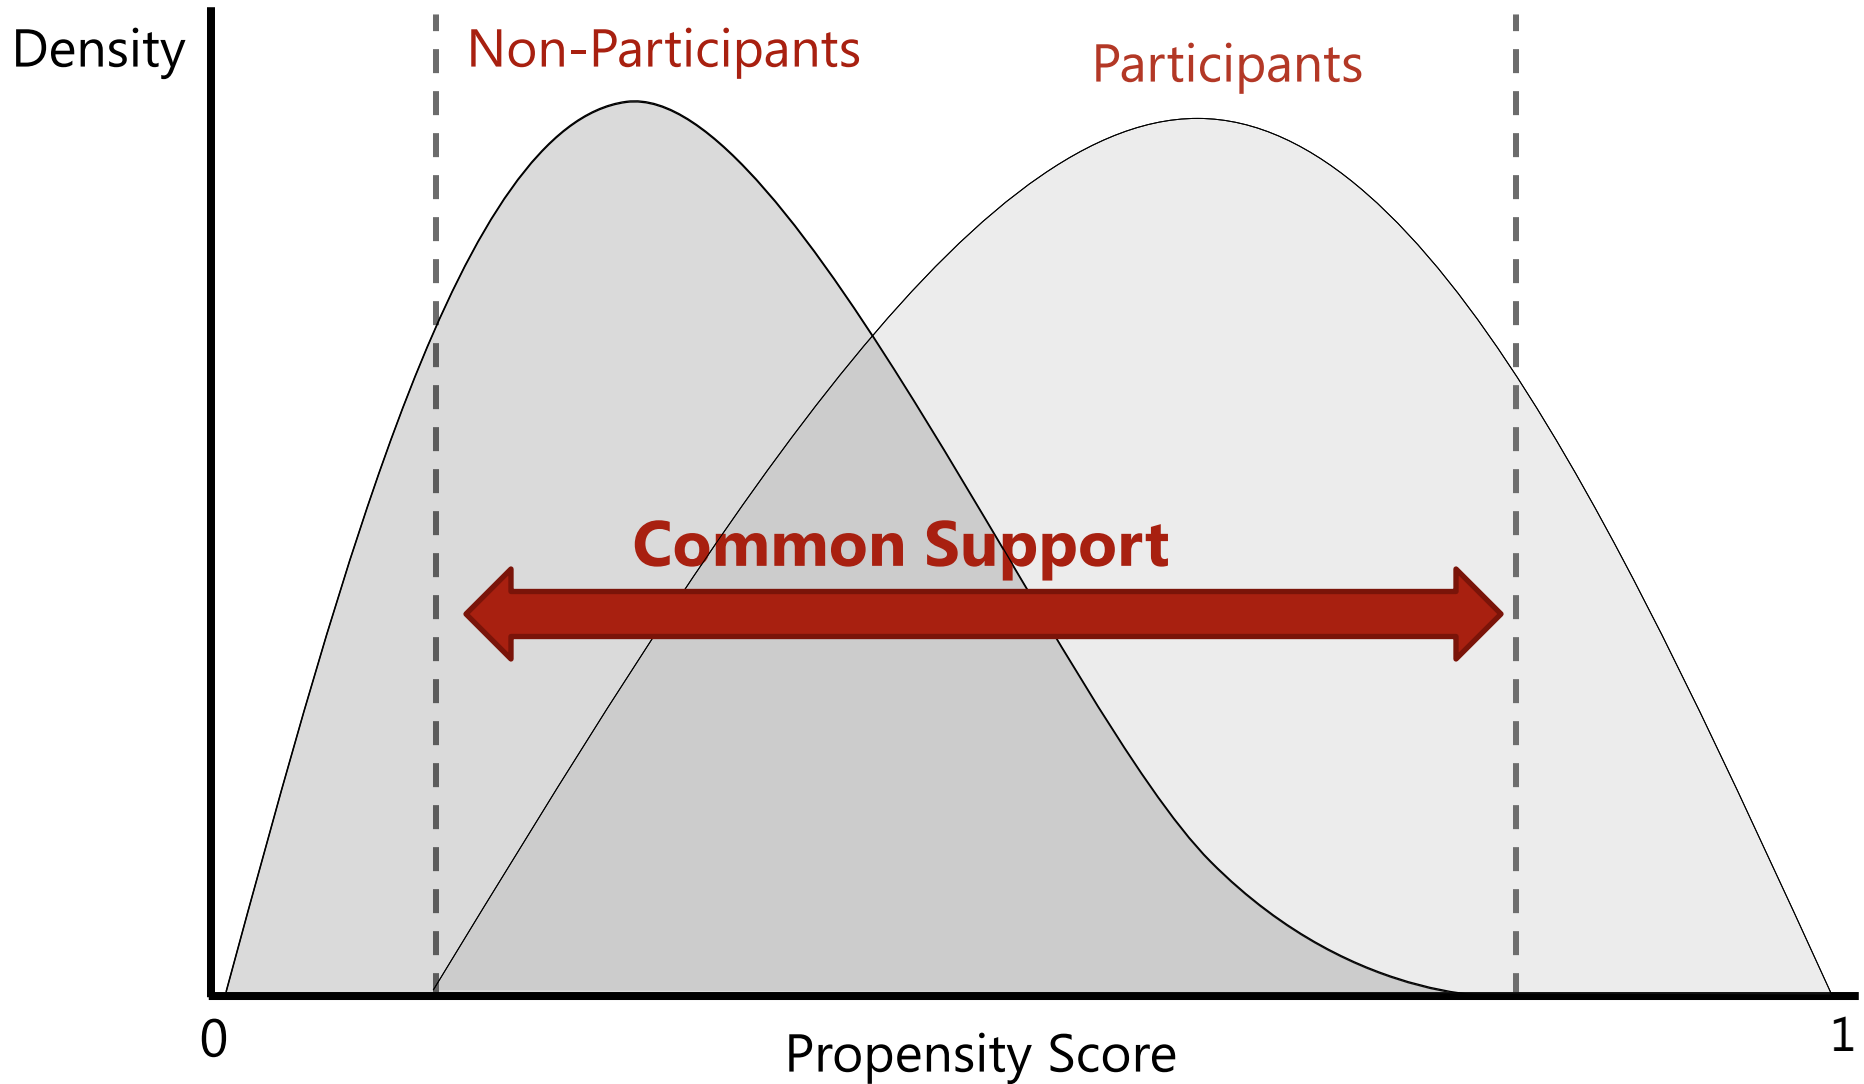 Density
Non-Participants
Participants
Common Support
0
Propensity Score
1